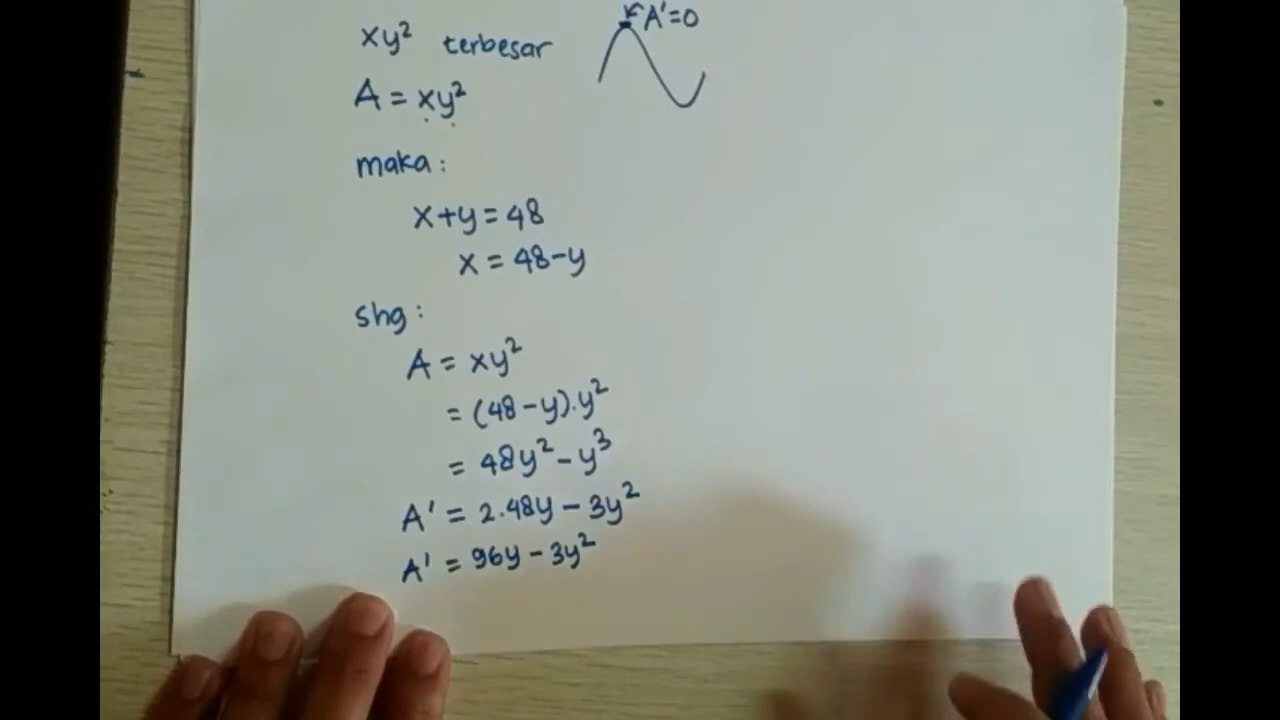 xy² terbesar
A'=0
A = xy²
maka :
x+y = 48
x = 48-y
shg :
A = xy²
= (48-y).y²
= 48y² - y³
A' = 2.48y - 3y²
A' = 96y - 3y²